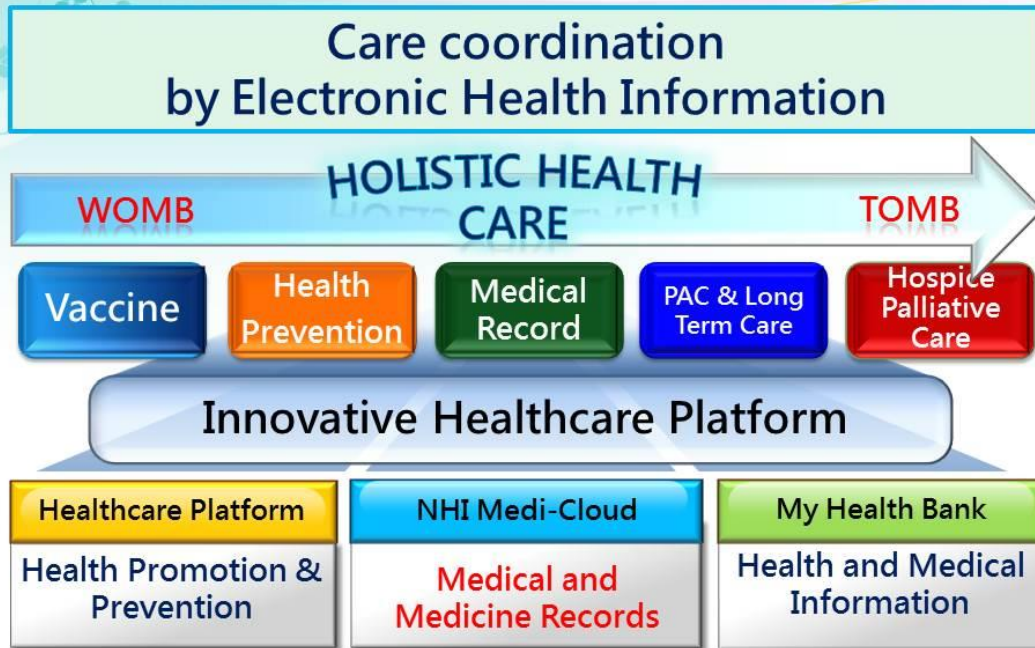 Care coordination
by Electronic Health Information
HOLISTIC HEALTH
CARE
WOMB
TOMB
Vaccine
Health
Prevention
Medical
Record
PAC & Long
Term Care
Hospice
Palliative
Care
Innovative Healthcare Platform
Healthcare Platform
Health Promotion &
Prevention
NHI Medi-Cloud
Medical and
Medicine Records
My Health Bank
Health and Medical
Information